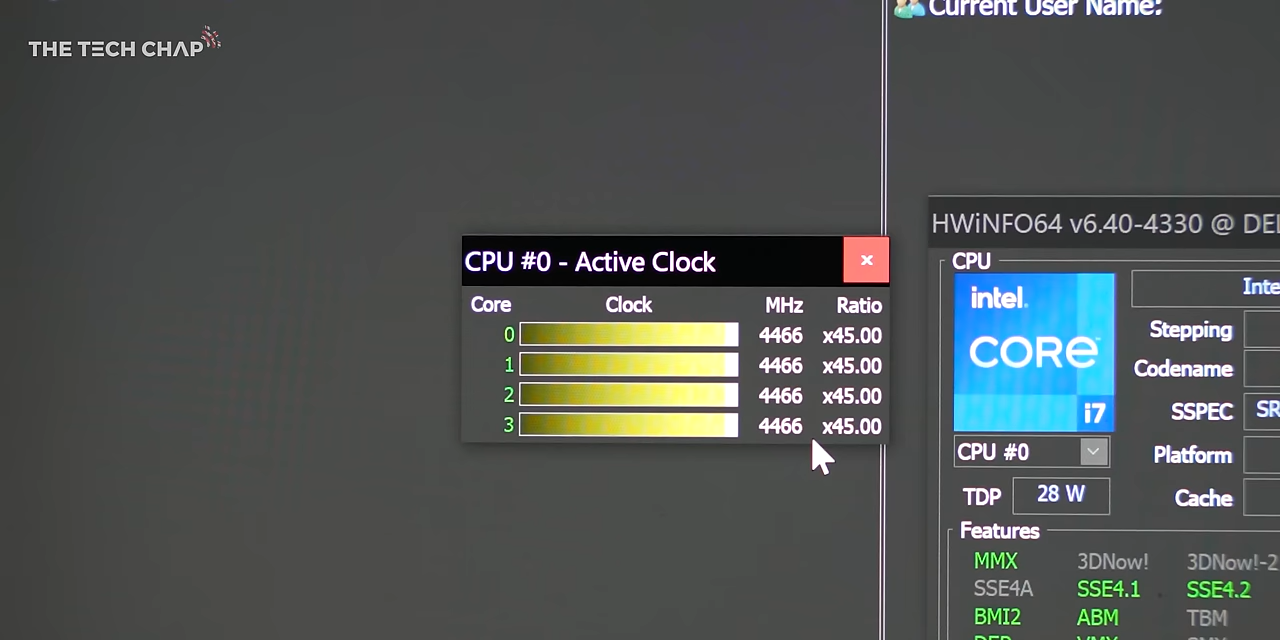 THE TECH CHAP
Current User Name:
HWiNFO64 v6.40-4330 @ DEL
CPU #0 - Active Clock
Core Clock MHz Ratio
0 4466 x45.00
1 4466 x45.00
2 4466 x45.00
3 4466 x45.00
CPU
intel.
CORE
i7
Inte
Stepping
Codename
SSPEC SR
CPU #0
Platform
TDP 28 W
Cache
Features
MMX 3DNow! 3DNow!-2
SSE4A SSE4.1 SSE4.2
BMI2 ABM TBM